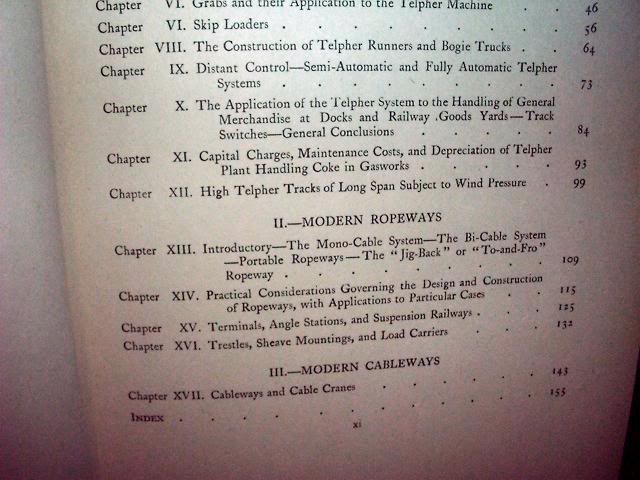 Chapter VI. Grabs and their Application to the Telpher Machine . 46
Chapter VI. Skip Loaders . . . . . . . . 56
Chapter VIII. The Construction of Telpher Runners and Bogie Trucks . 64
Chapter IX. Distant Control—Semi-Automatic and Fully Automatic Telpher
Systems . . . . . . . . . 73
Chapter X. The Application of the Telpher System to the Handling of General
Merchandise at Docks and Railway Goods Yards—Track
Switches—General Conclusions . . . . . 84
Chapter XI. Capital Charges, Maintenance Costs, and Depreciation of Telpher
Plant Handling Coke in Gasworks . . . . . 93
Chapter XII. High Telpher Tracks of Long Span Subject to Wind Pressure . 99
II.—MODERN ROPEWAYS
Chapter XIII. Introductory—The Mono-Cable System—The Bi-Cable System
—Portable Ropeways—The "Jig-Back" or "To-and-Fro"
Ropeway . . . . . . . . . 109
Chapter XIV. Practical Considerations Governing the Design and Construction
of Ropeways, with Applications to Particular Cases . . 115
Chapter XV. Terminals, Angle Stations, and Suspension Railways . . . 125
Chapter XVI. Trestles, Sheave Mountings, and Load Carriers . . . 132
III.—MODERN CABLEWAYS
Chapter XVII. Cableways and Cable Cranes . . . . . 143
INDEX . . . . . . . . . . 155
xi